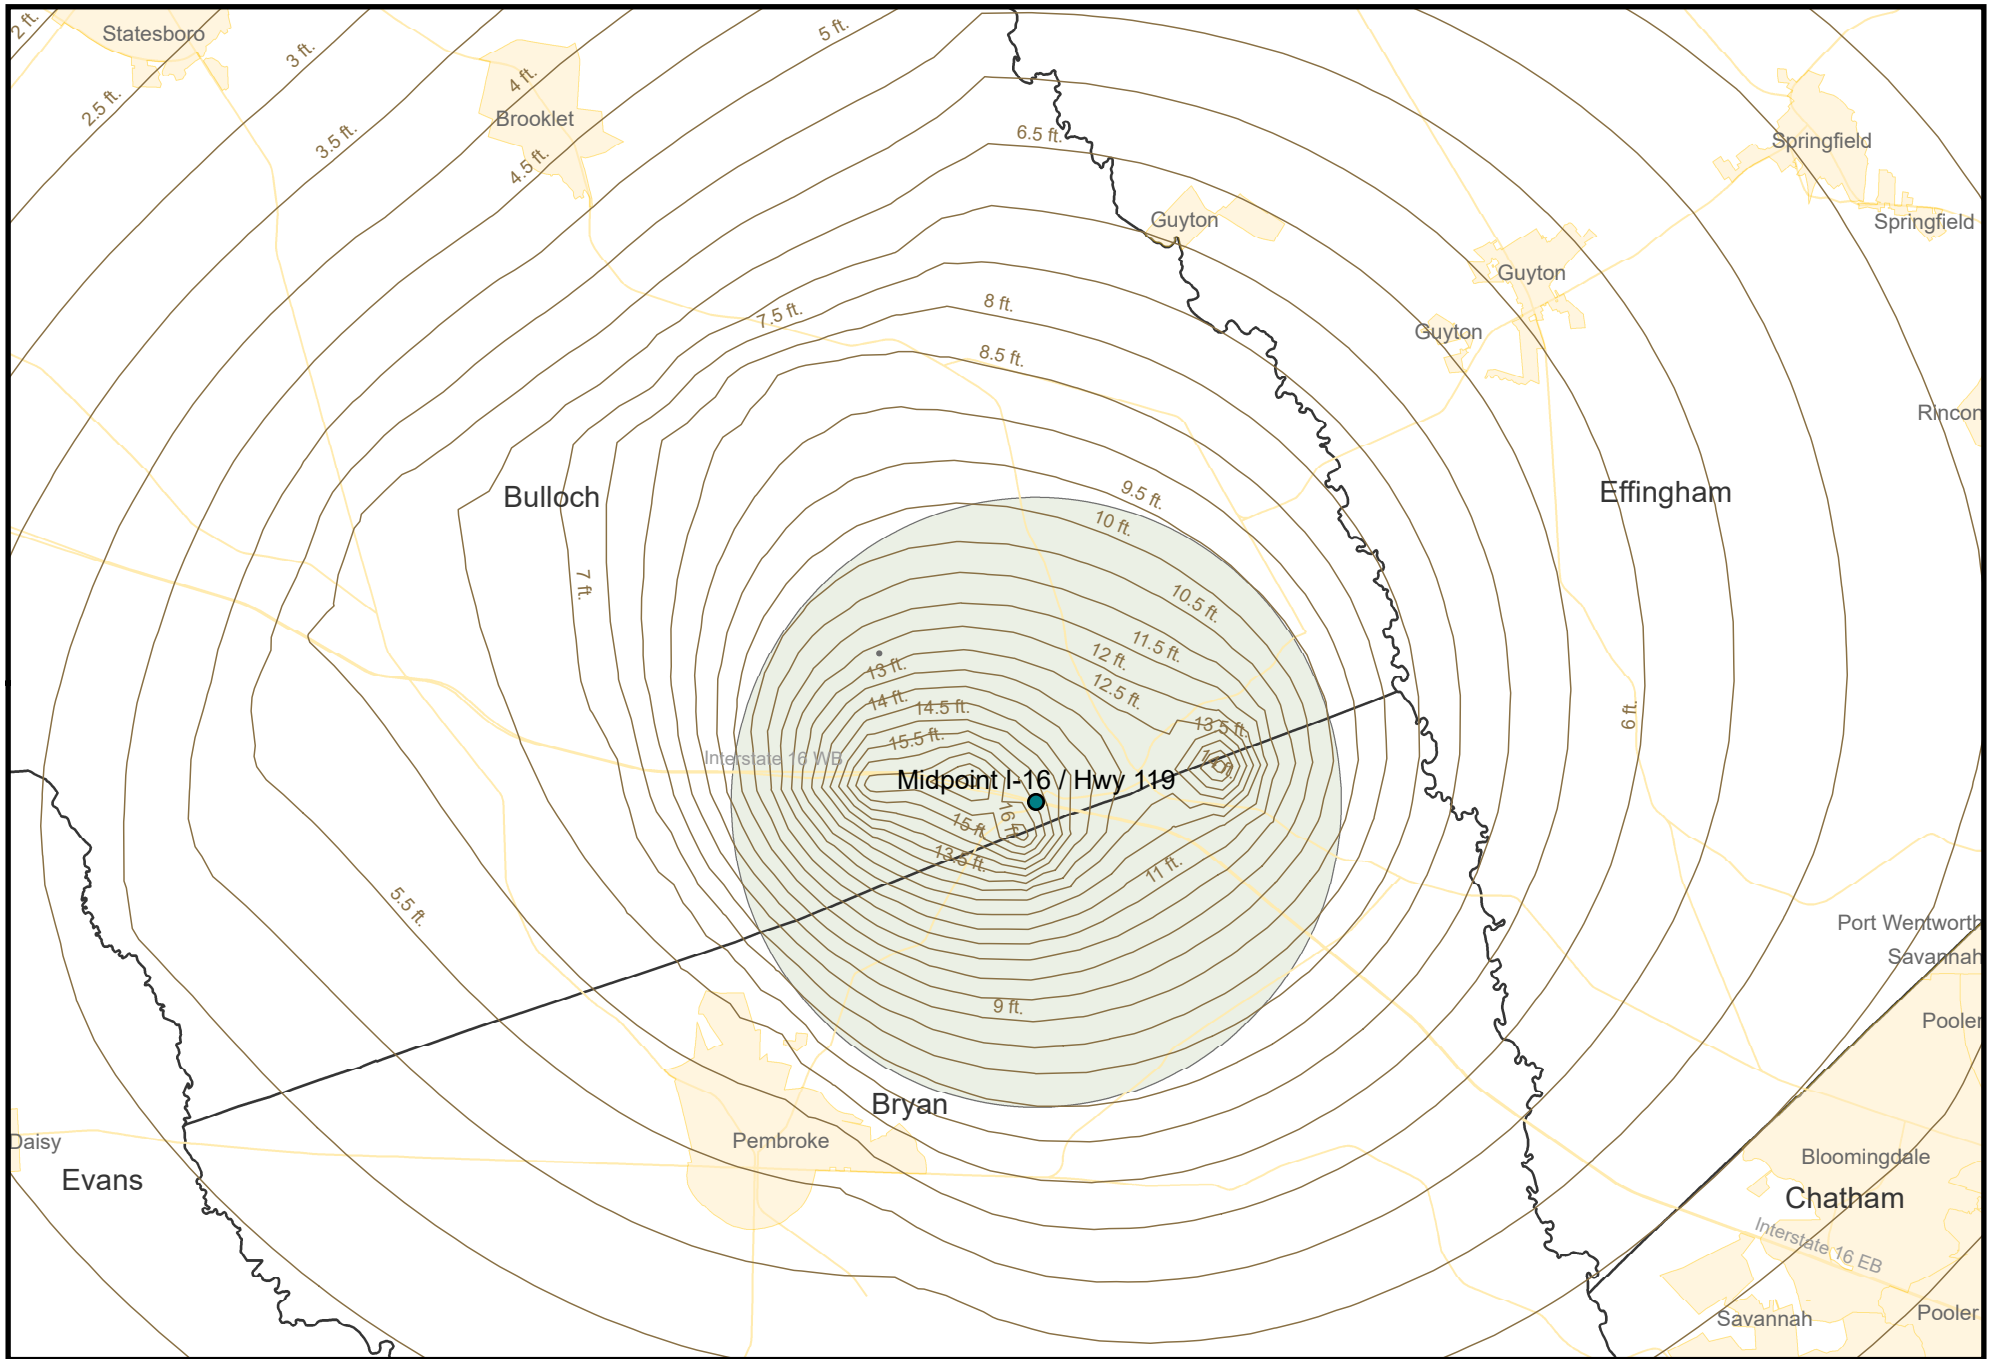 2 ft.
Statesboro
3 ft.
5 ft.
2.5 ft.
4 ft.
Brooklet
3.5 ft.
4.5 ft.
6.5 ft.
Springfield
Guyton
Springfield
Guyton
7.5 ft.
8 ft.
Guyton
8.5 ft.
Rincon
Bulloch
9.5 ft.
Effingham
10 ft.
7 ft.
10.5 ft.
11.5 ft.
12 ft.
13 ft.
12.5 ft.
14 ft.
14.5 ft.
6 ft.
13.5 ft.
15.5 ft.
Interstate 16 WB
Midpoint I-16 / Hwy 119
16 ft.
15 ft.
13.5 ft.
11 ft.
5.5 ft.
Port Wentworth
Savannah
9 ft.
Pooler
Bryan
Daisy
Pembroke
Bloomingdale
Evans
Chatham
Interstate 16 EB
Savannah
Pooler